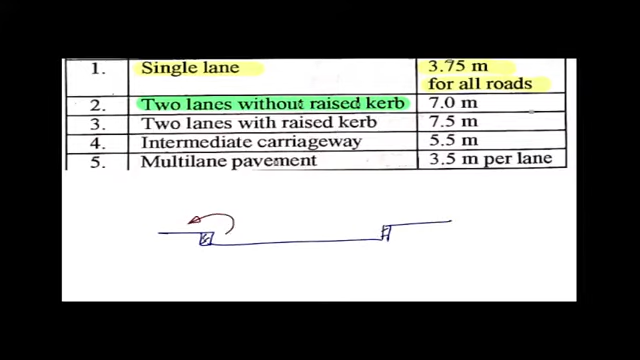 1. Single lane 3.75 m
for all roads
2. Two lanes without raised kerb 7.0 m
3. Two lanes with raised kerb 7.5 m
4. Intermediate carriageway 5.5 m
5. Multilane pavement 3.5 m per lane